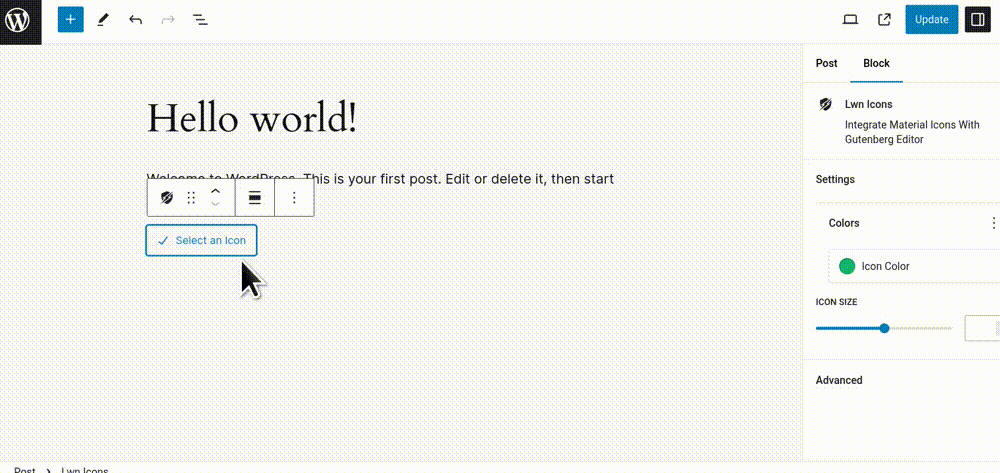 Update
Post
Block
Hello world!
Lwn Icons
Integrate Material Icons With
Gutenberg Editor
Welcome to WordPress. This is your first post. Edit or delete it, then start
Settings
Colors
Select an Icon
Icon Color
ICON SIZE
Advanced
Post
Lwn Icons